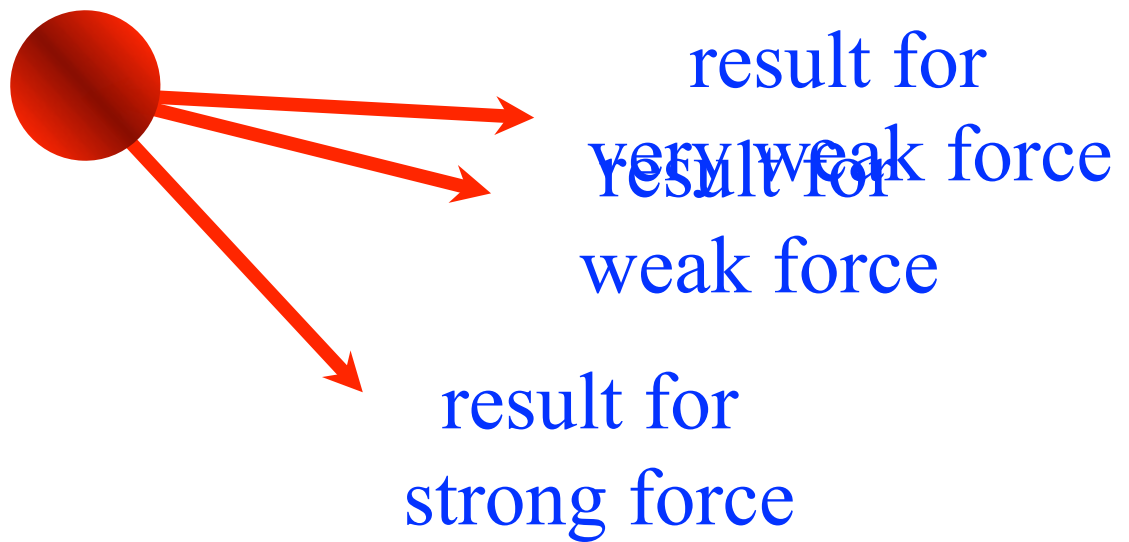 result for
very weak force
result for
weak force
result for
strong force